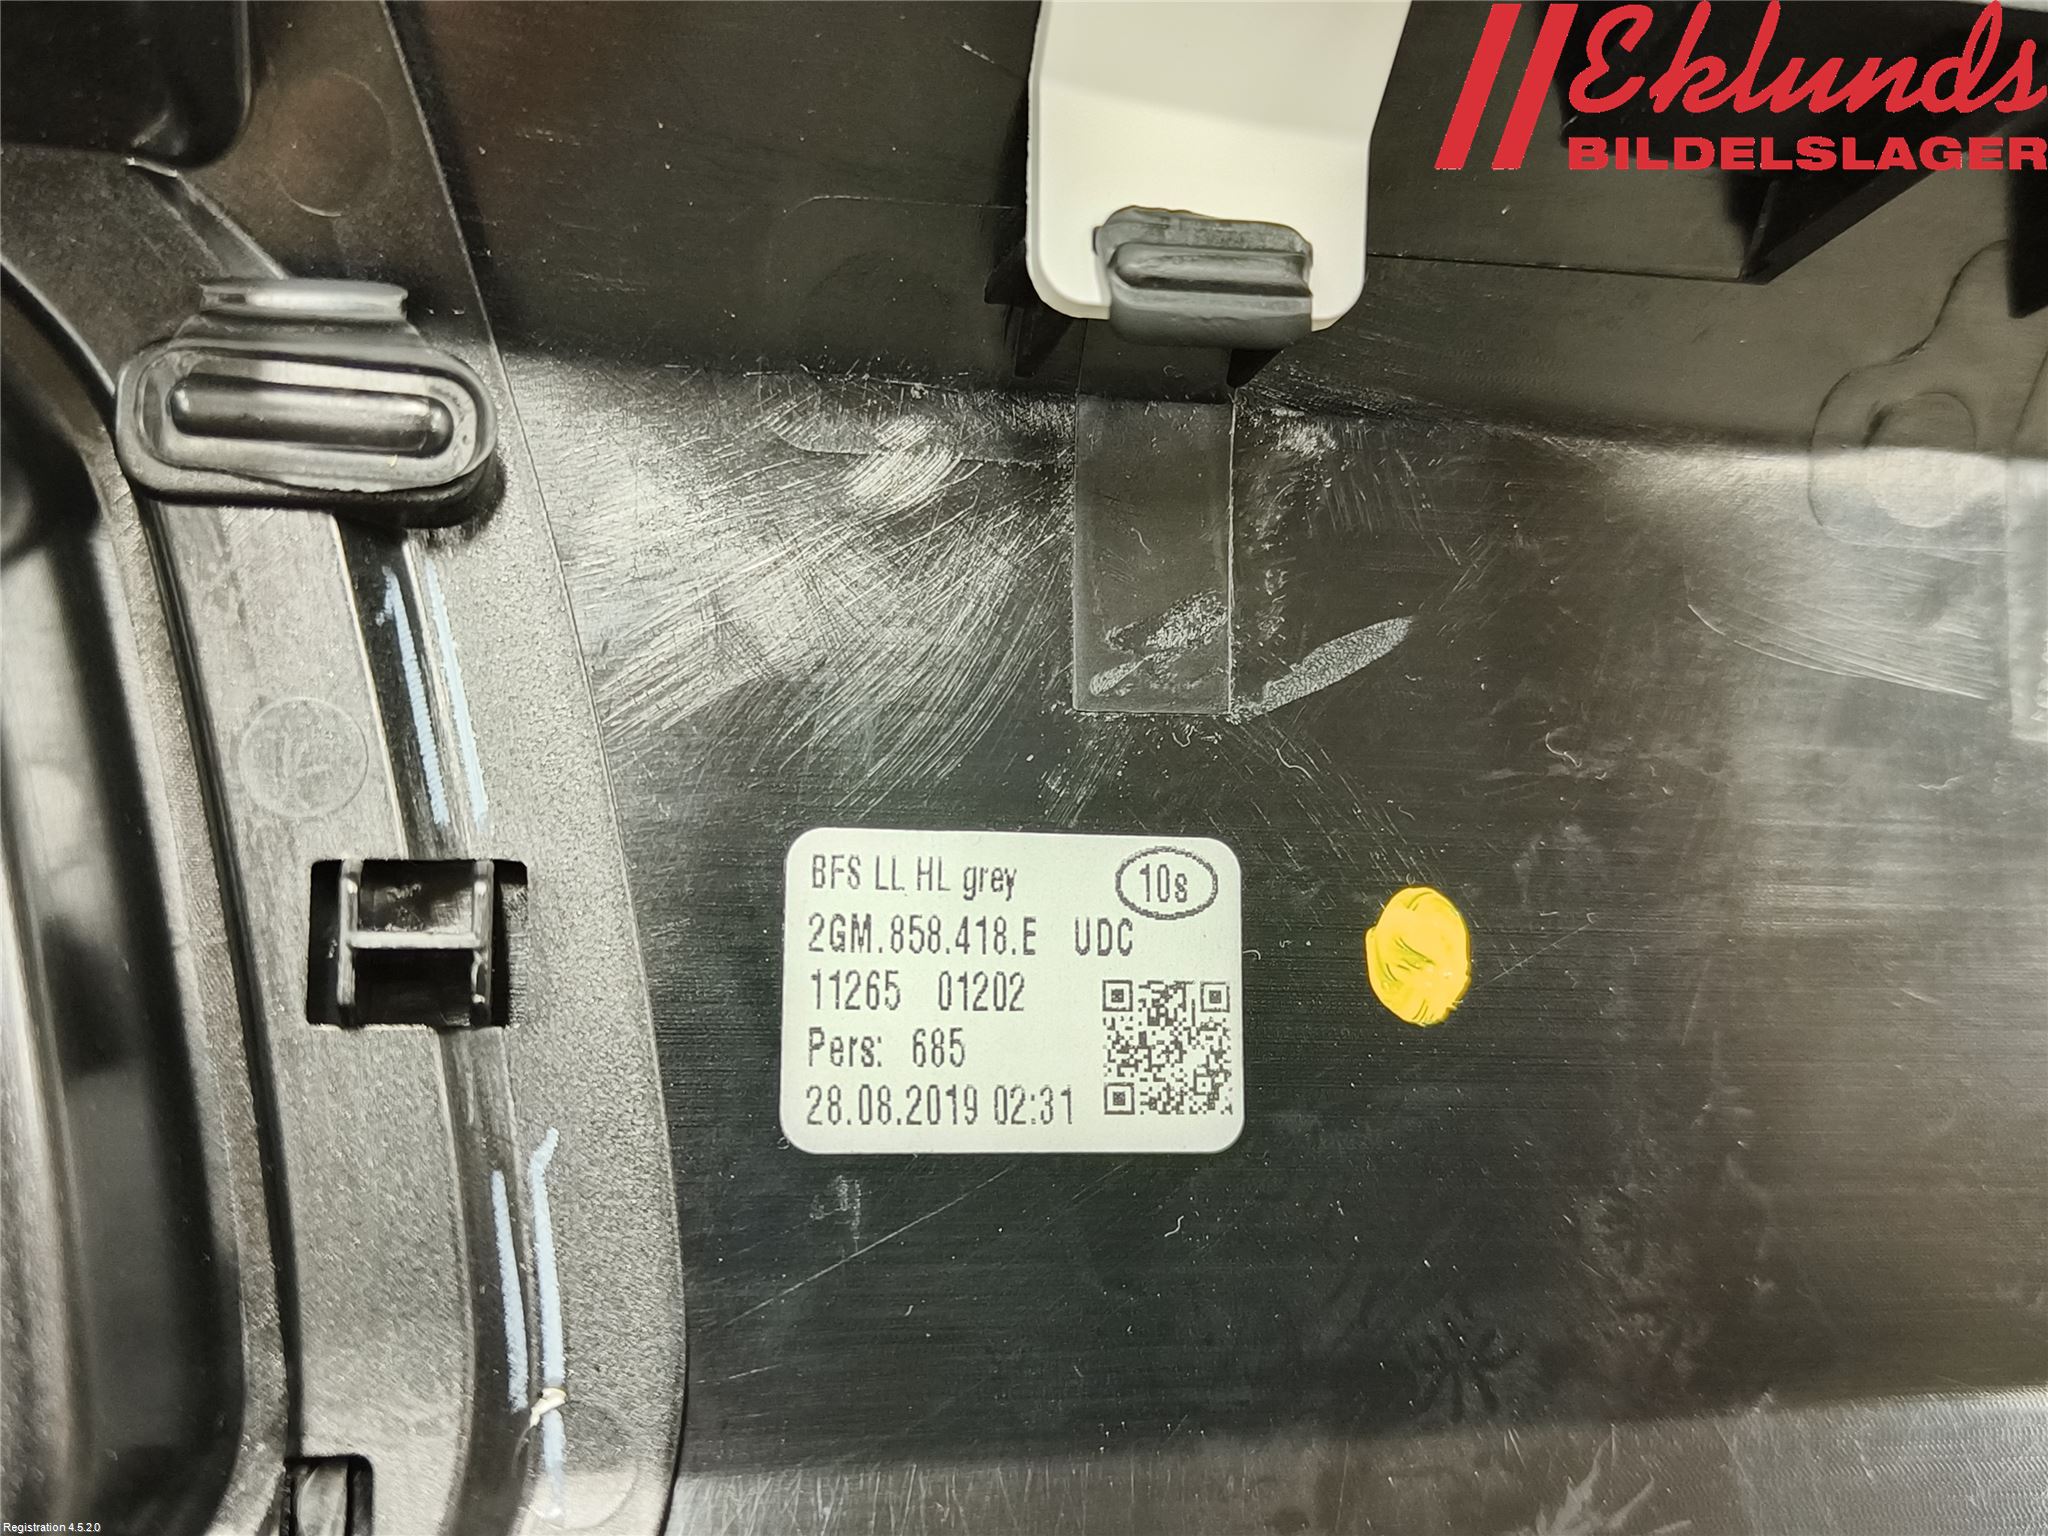 Eklunds
BILDELSLAGER
BFS LL HL grey
10s
2GM.858.418.E UDC
11265 01202
Pers: 685
28.08.2019 02:31
Registration 4.5.2.0